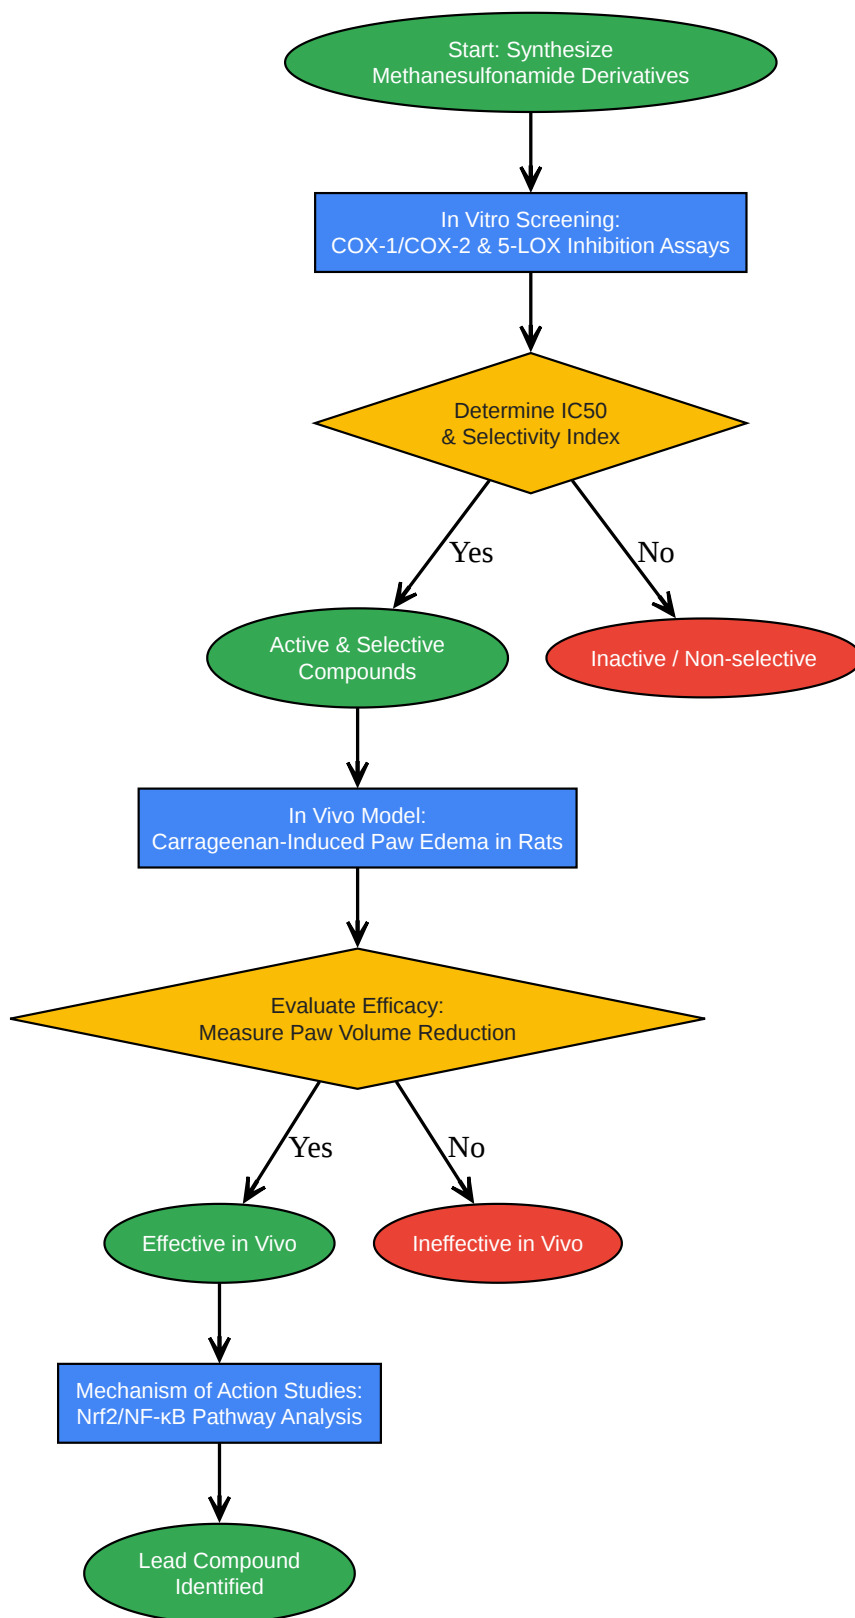 Start: Synthesize
Methanesulfonamide Derivatives
In Vitro Screening:
COX-1/COX-2 & 5-LOX Inhibition Assays
Determine IC50
& Selectivity Index
Yes
No
Active & Selective
Compounds
Inactive / Non-selective
In Vivo Model:
Carrageenan-Induced Paw Edema in Rats
Evaluate Efficacy:
Measure Paw Volume Reduction
Yes
No
Effective in Vivo
Ineffective in Vivo
Mechanism of Action Studies:
Nrf2/NF-κB Pathway Analysis
Lead Compound
Identified